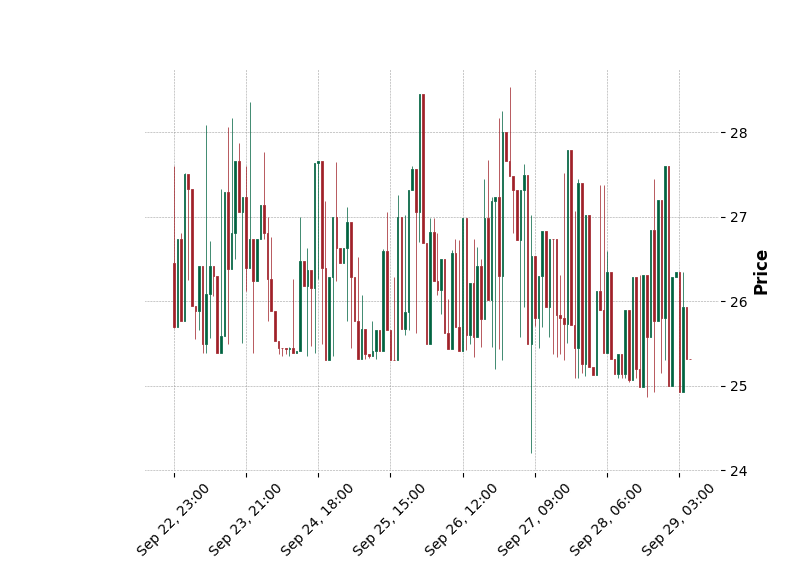 28
27
26
25
24
Price
Sep 22, 23:00
Sep 23, 21:00
Sep 24, 18:00
Sep 25, 15:00
Sep 26, 12:00
Sep 27, 09:00
Sep 28, 06:00
Sep 29, 03:00